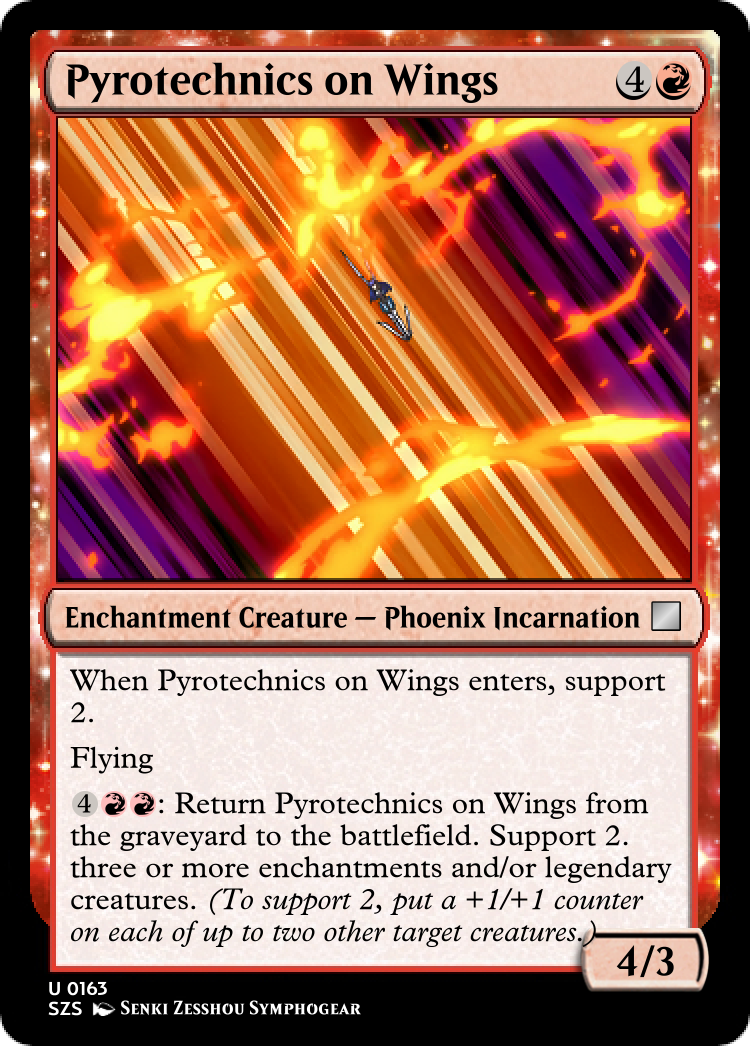 Pyrotechnics on Wings 4
Enchantment Creature — Phoenix Incarnation
When Pyrotechnics on Wings enters, support
2.
Flying
4 : Return Pyrotechnics on Wings from
the graveyard to the battlefield. Support 2.
three or more enchantments and/or legendary
creatures. (To support 2, put a +1/+1 counter
on each of up to two other target creatures.)
4/3
U 0163
SZS Senki Zesshou Symphogear